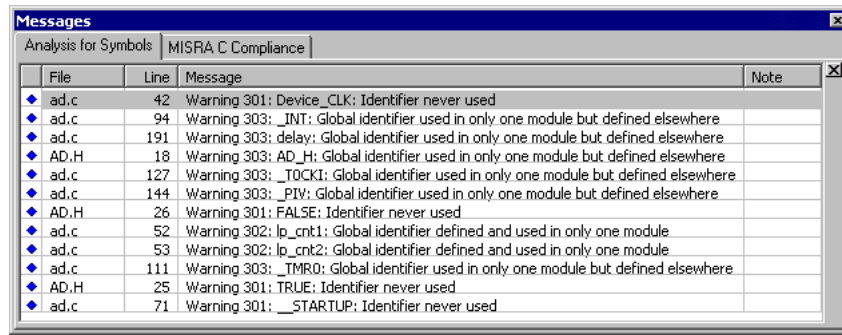 Messages
Analysis for Symbols MISRA C Compliance
File Line Message Note
ad.c 42 Warning 301: Device_CLK: Identifier never used
ad.c 94 Warning 303: _INT: Global identifier used in only one module but defined elsewhere
ad.c 191 Warning 303: delay: Global identifier used in only one module but defined elsewhere
AD.H 18 Warning 303: AD_H: Global identifier used in only one module but defined elsewhere
ad.c 127 Warning 303: _T0CKI: Global identifier used in only one module but defined elsewhere
ad.c 144 Warning 303: _PIV: Global identifier used in only one module but defined elsewhere
AD.H 26 Warning 301: FALSE: Identifier never used
ad.c 52 Warning 302: lp_cnt1: Global identifier defined and used in only one module
ad.c 53 Warning 302: lp_cnt2: Global identifier defined and used in only one module
ad.c 111 Warning 303: _TMR0: Global identifier used in only one module but defined elsewhere
AD.H 25 Warning 301: TRUE: Identifier never used
ad.c 71 Warning 301: __STARTUP: Identifier never used